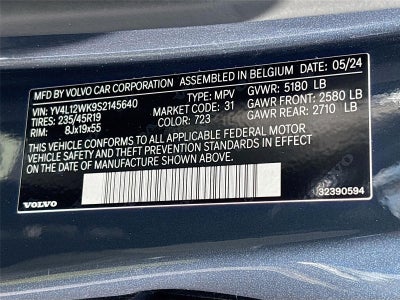 MFD BY VOLVO CAR CORPORATION ASSEMBLED IN BELGIUM 05/24
VIN: YV4L12WK9S2145640 TYPE: MPV GVWR: 5180 LB
TIRES: 235/45R19 MARKET CODE: 31 GAWR FRONT: 2580 LB
RIM: 8Jx19x55 COLOR: 723 GAWR REAR: 2710 LB
THIS VEHICLE CONFORMS TO ALL APPLICABLE FEDERAL MOTOR
VEHICLE SAFETY AND BUMPER STANDARDS IN EFFECT
ON THE DATE OF MANUFACTURE SHOWN ABOVE.
VOLVO 32390594